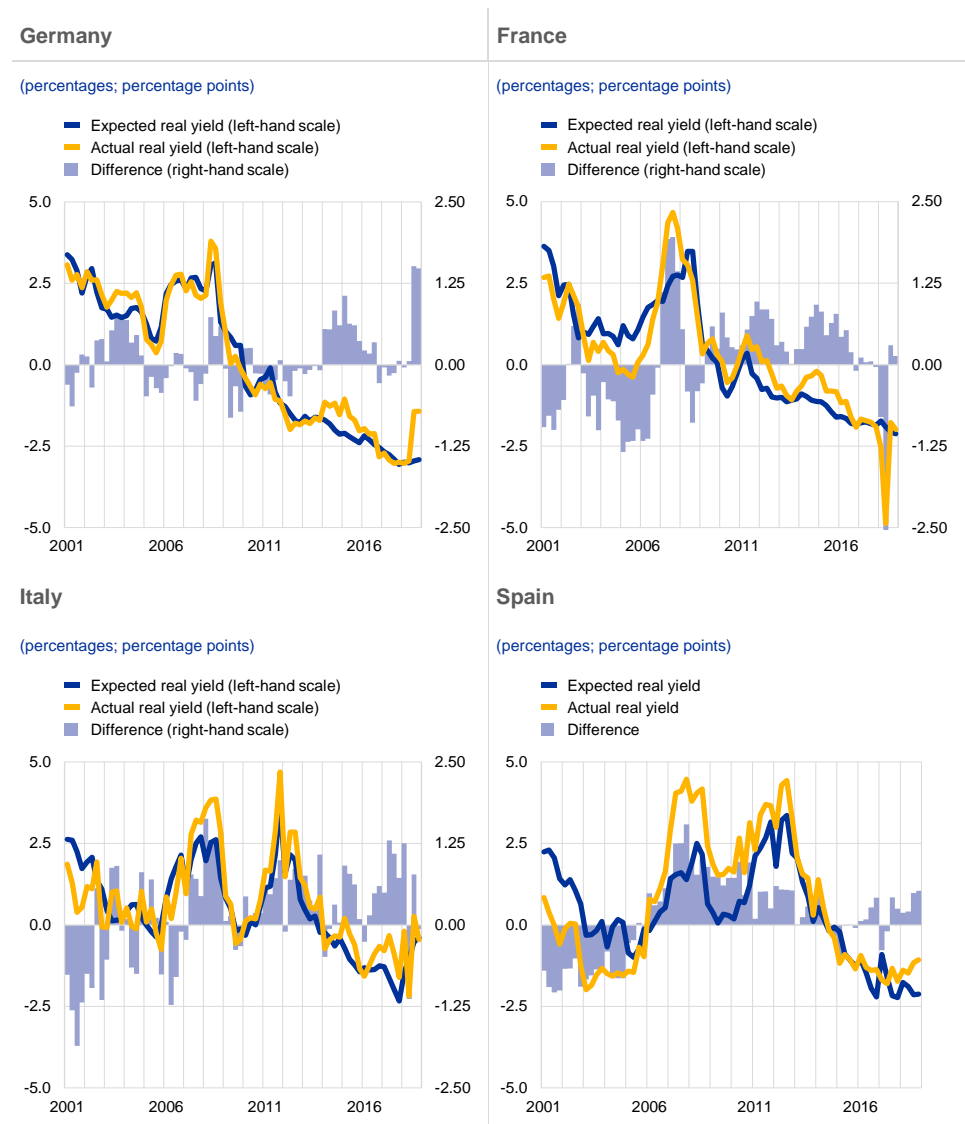 Germany
(percentages; percentage points)
Expected real yield (left-hand scale)
Actual real yield (left-hand scale)
Difference (right-hand scale)
5.0 2.50
2.5 1.25
0.0 0.00
-2.5 -1.25
-5.0 -2.50
2001 2006 2011 2016
France
(percentages; percentage points)
Expected real yield (left-hand scale)
Actual real yield (left-hand scale)
Difference (right-hand scale)
5.0 2.50
2.5 1.25
0.0 0.00
-2.5 -1.25
-5.0 -2.50
2001 2006 2011 2016
Italy
(percentages; percentage points)
Expected real yield (left-hand scale)
Actual real yield (left-hand scale)
Difference (right-hand scale)
5.0 2.50
2.5 1.25
0.0 0.00
-2.5 -1.25
-5.0 -2.50
2001 2006 2011 2016
Spain
(percentages; percentage points)
Expected real yield
Actual real yield
Difference
5.0
2.5
0.0
-2.5
-5.0
2001 2006 2011 2016